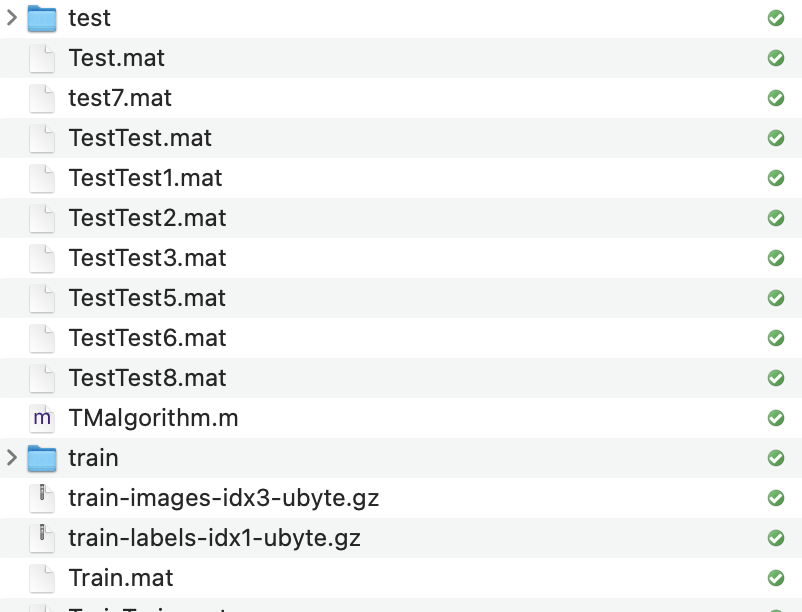 test
Test.mat
test7.mat
TestTest.mat
TestTest1.mat
TestTest2.mat
TestTest3.mat
TestTest5.mat
TestTest6.mat
TestTest8.mat
m TMalgorithm.m
train
train-images-idx3-ubyte.gz
train-labels-idx1-ubyte.gz
Train.mat